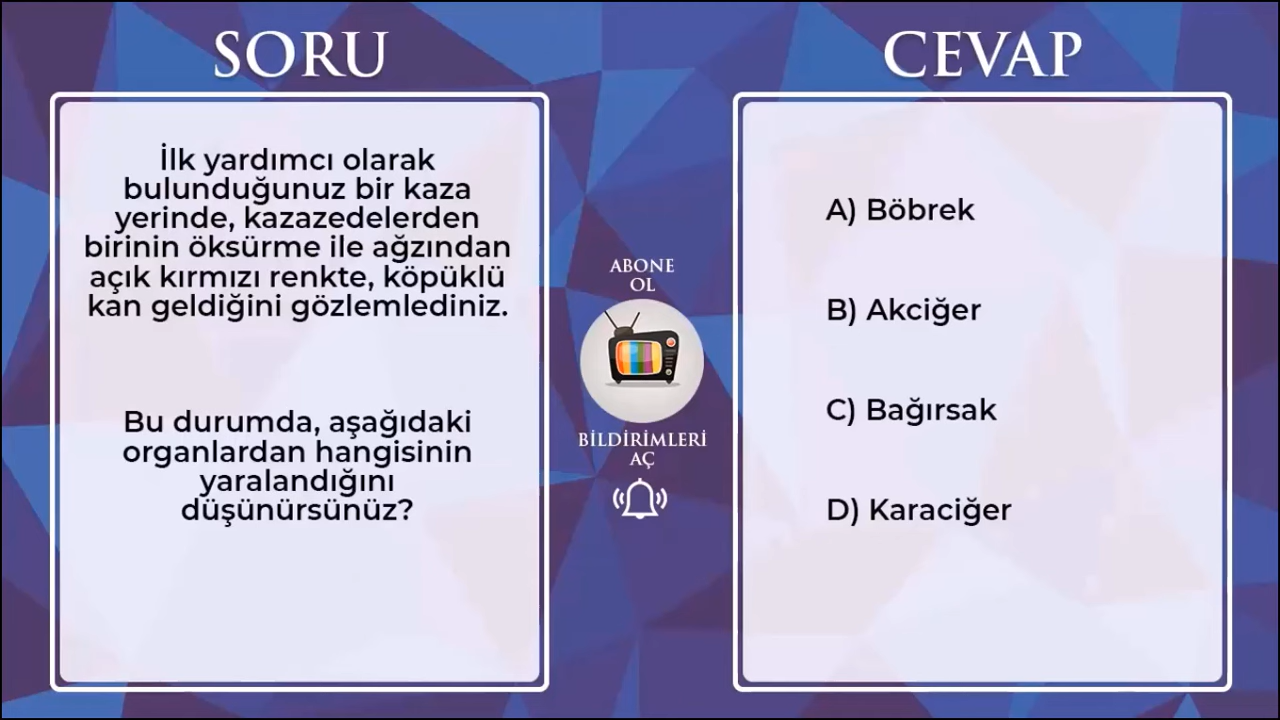 SORU
İlk yardımcı olarak
bulunduğunuz bir kaza
yerinde, kazazedelerden
birinin öksürme ile ağzından
açık kırmızı renkte, köpüklü
kan geldiğini gözlemlediniz.
Bu durumda, aşağıdaki
organlardan hangisinin
yaralandığını
düşünürsünüz?
ABONE
OL
BİLDİRİMLERİ
AÇ
CEVAP
A) Böbrek
B) Akciğer
C) Bağırsak
D) Karaciğer